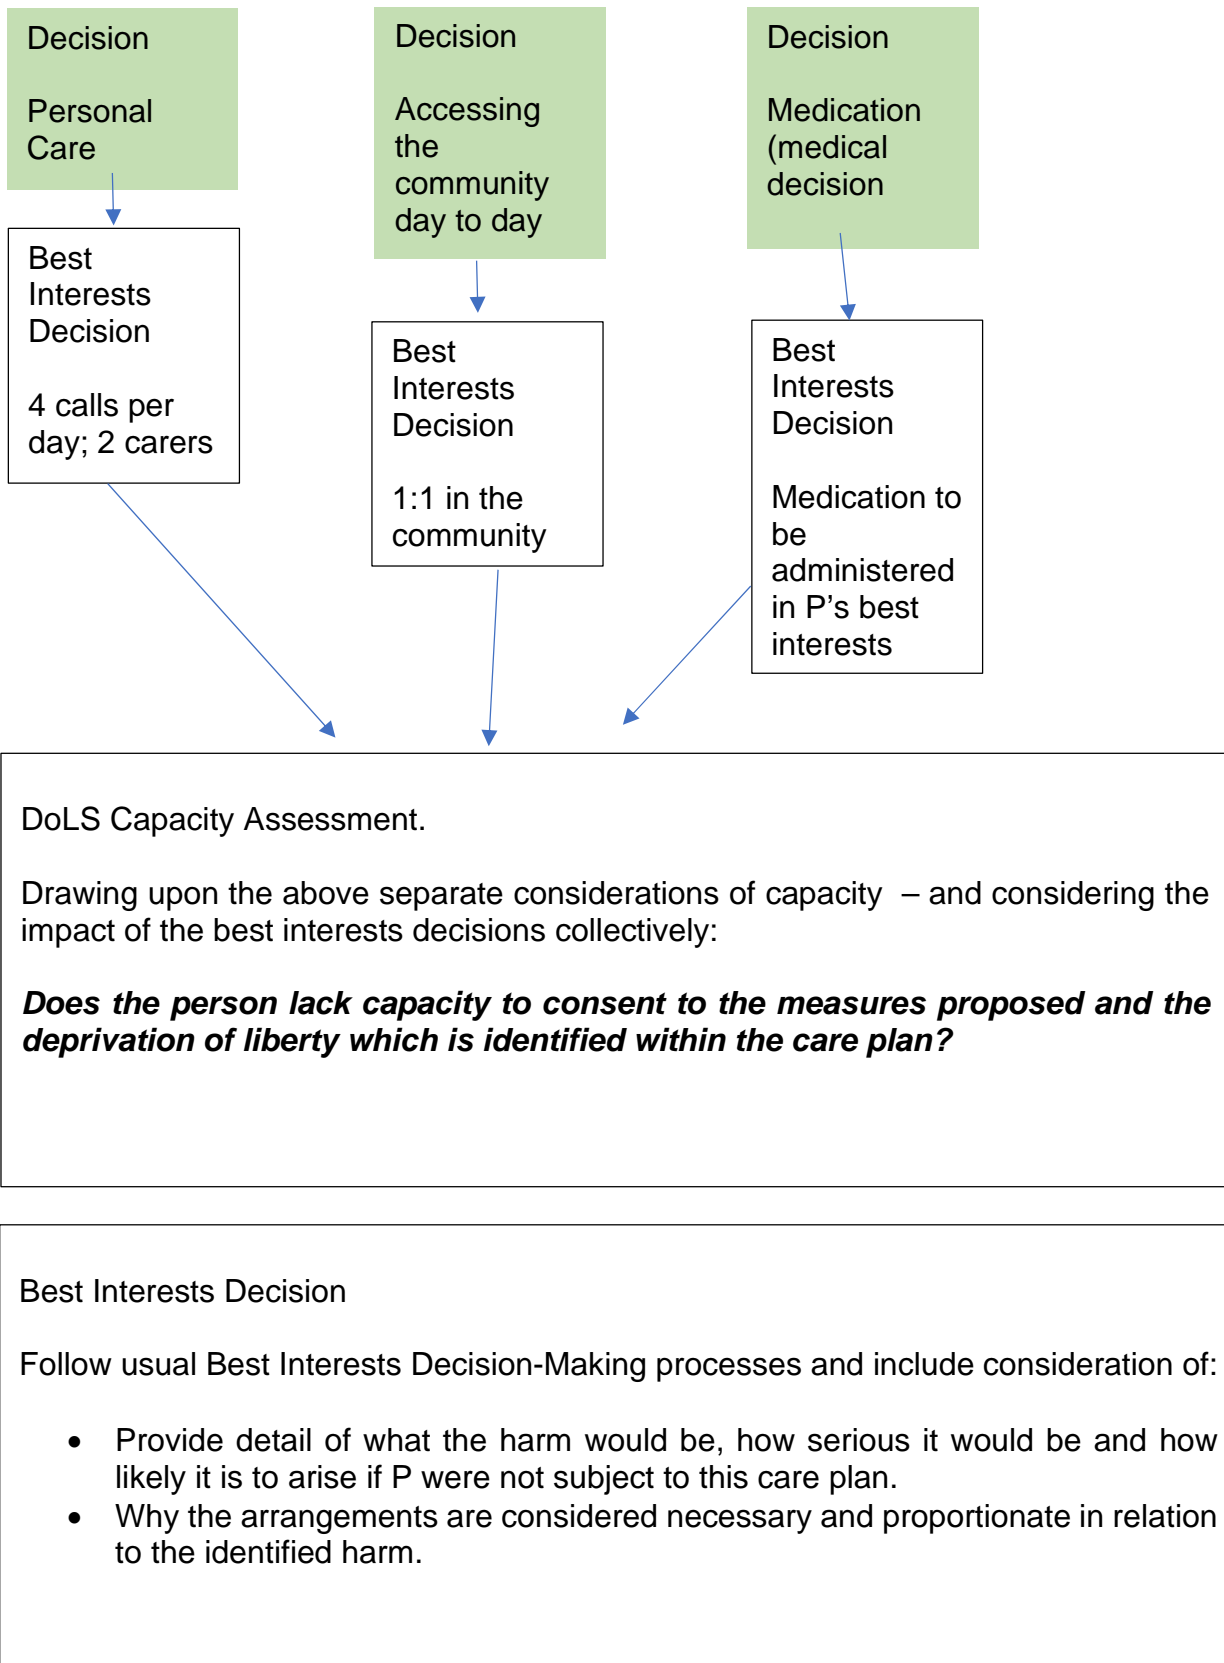 Decision
Personal
Care
Decision
Accessing
the
community
day to day
Decision
Medication
(medical
decision
Best
Interests
Decision
4 calls per
day; 2 carers
Best
Interests
Decision
1:1 in the
community
Best
Interests
Decision
Medication to
be
administered
in P’s best
interests
DoLS Capacity Assessment.
Drawing upon the above separate considerations of capacity – and considering the
impact of the best interests decisions collectively:
Does the person lack capacity to consent to the measures proposed and the
deprivation of liberty which is identified within the care plan?
Best Interests Decision
Follow usual Best Interests Decision-Making processes and include consideration of:
• Provide detail of what the harm would be, how serious it would be and how
likely it is to arise if P were not subject to this care plan.
• Why the arrangements are considered necessary and proportionate in relation
to the identified harm.